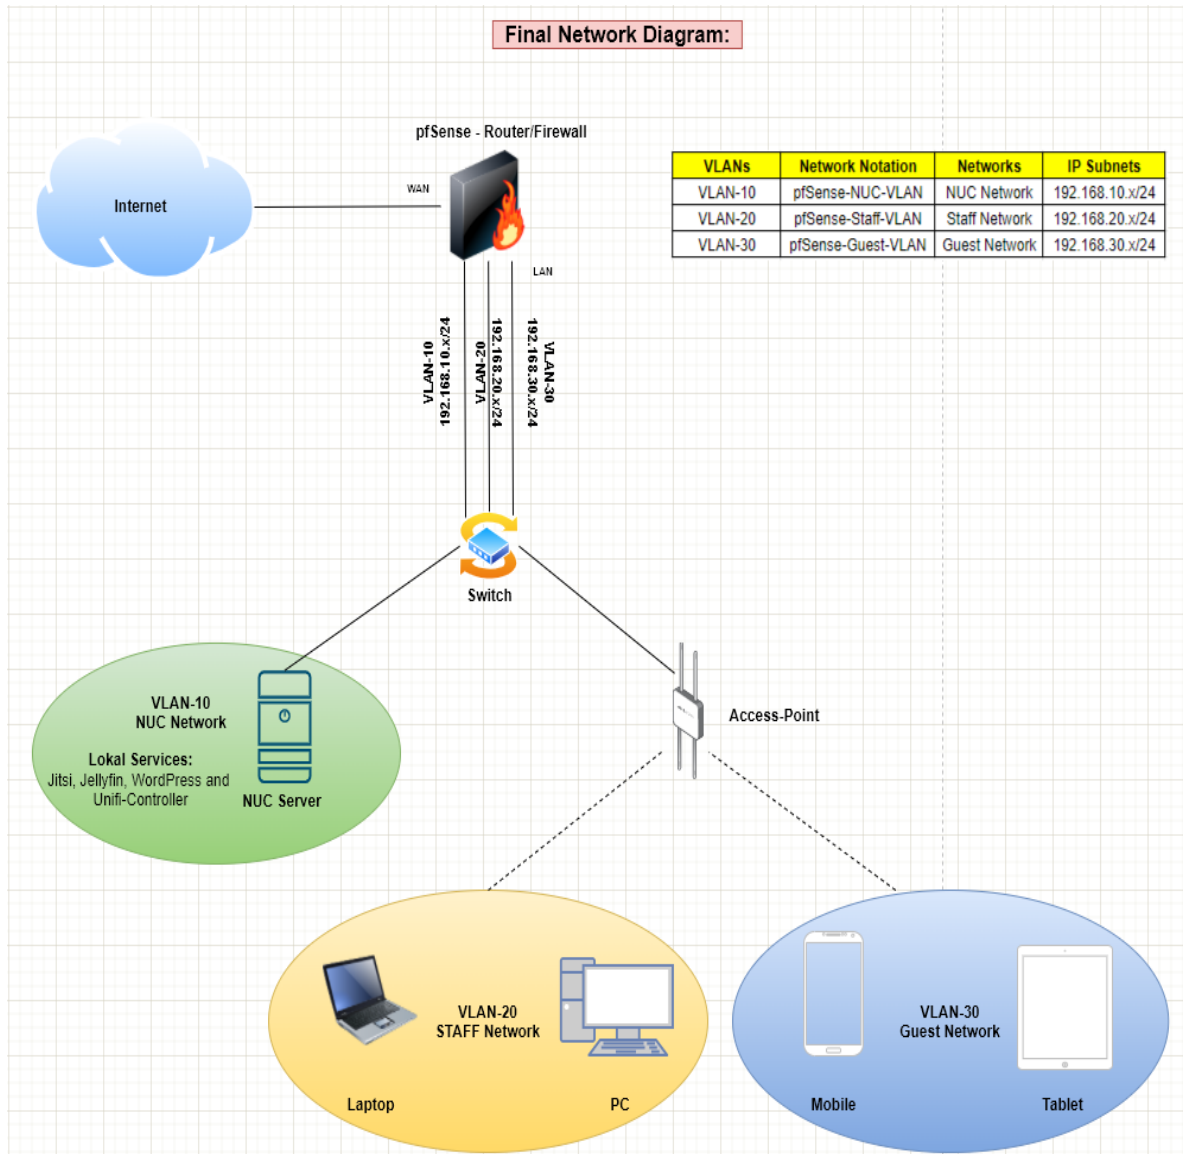 Final Network Diagram:
pfSense - Router/Firewall
WAN
Internet
LAN
VLANs Network Notation Networks IP Subnets
VLAN-10 pfSense-NUC-VLAN NUC Network 192.168.10.x/24
VLAN-20 pfSense-Staff-VLAN Staff Network 192.168.20.x/24
VLAN-30 pfSense-Guest-VLAN Guest Network 192.168.30.x/24
VLAN-10
192.168.10.x/24
VLAN-20
192.168.20.x/24
VLAN-30
192.168.30.x/24
Switch
VLAN-10
NUC Network
Lokal Services:
Jitsi, Jellyfin, WordPress and
Unifi-Controller
NUC Server
Access-Point
VLAN-20
STAFF Network
Laptop
PC
VLAN-30
Guest Network
Mobile
Tablet